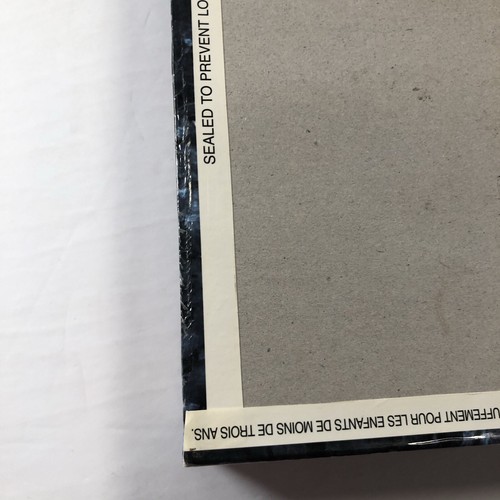 SEALED TO PREVENT LO
UFFEMENT POUR LES ENFANTS DE MOINS DE TROIS ANS.